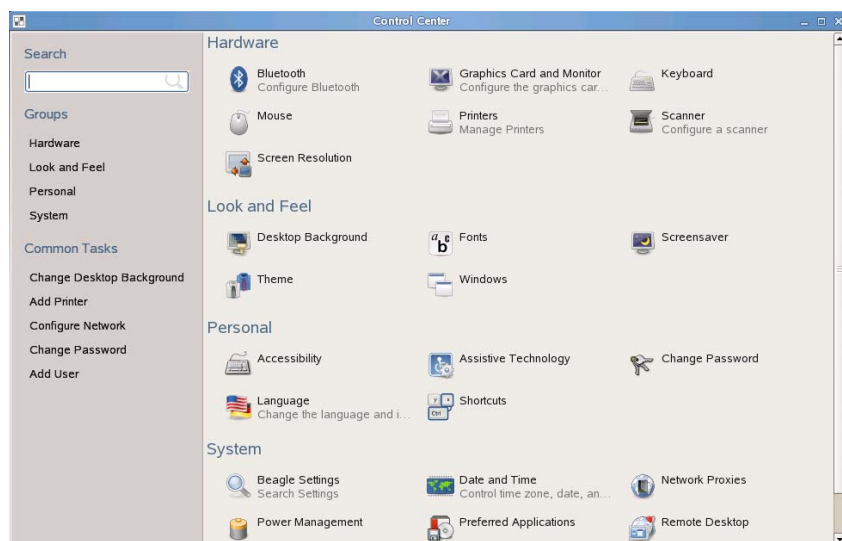 Control Center
Search
Groups
Hardware
Look and Feel
Personal
System
Common Tasks
Change Desktop Background
Add Printer
Configure Network
Change Password
Add User
Hardware
Bluetooth
Configure Bluetooth
Graphics Card and Monitor
Configure the graphics car...
Keyboard
Mouse
Printers
Manage Printers
Scanner
Configure a scanner
Screen Resolution
Look and Feel
Desktop Background
Fonts
Screensaver
Theme
Windows
Personal
Accessibility
Assistive Technology
Change Password
Language
Change the language and i...
Ctrl
Shortcuts
System
Beagle Settings
Search Settings
Date and Time
Control time zone, date, an...
Network Proxies
Power Management
Preferred Applications
Remote Desktop